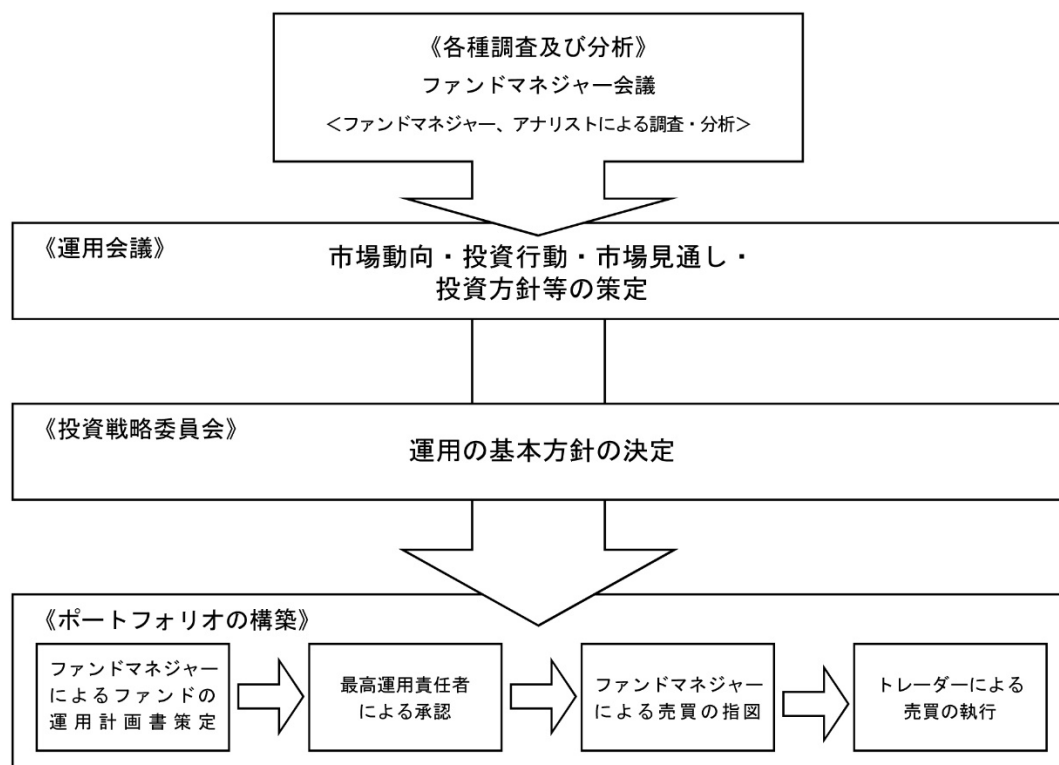 《各種調査及び分析》
ファンドマネジャー会議
＜ファンドマネジャー、アナリストによる調査・分析＞
《運用会議》
市場動向・投資行動・市場見通し・
投資方針等の策定
《投資戦略委員会》
運用の基本方針の決定
《ポートフォリオの構築》
ファンドマネジャー
によるファンドの
運用計画書策定
最高運用責任者
による承認
ファンドマネジャー
による売買の指図
トレーダーによる
売買の執行